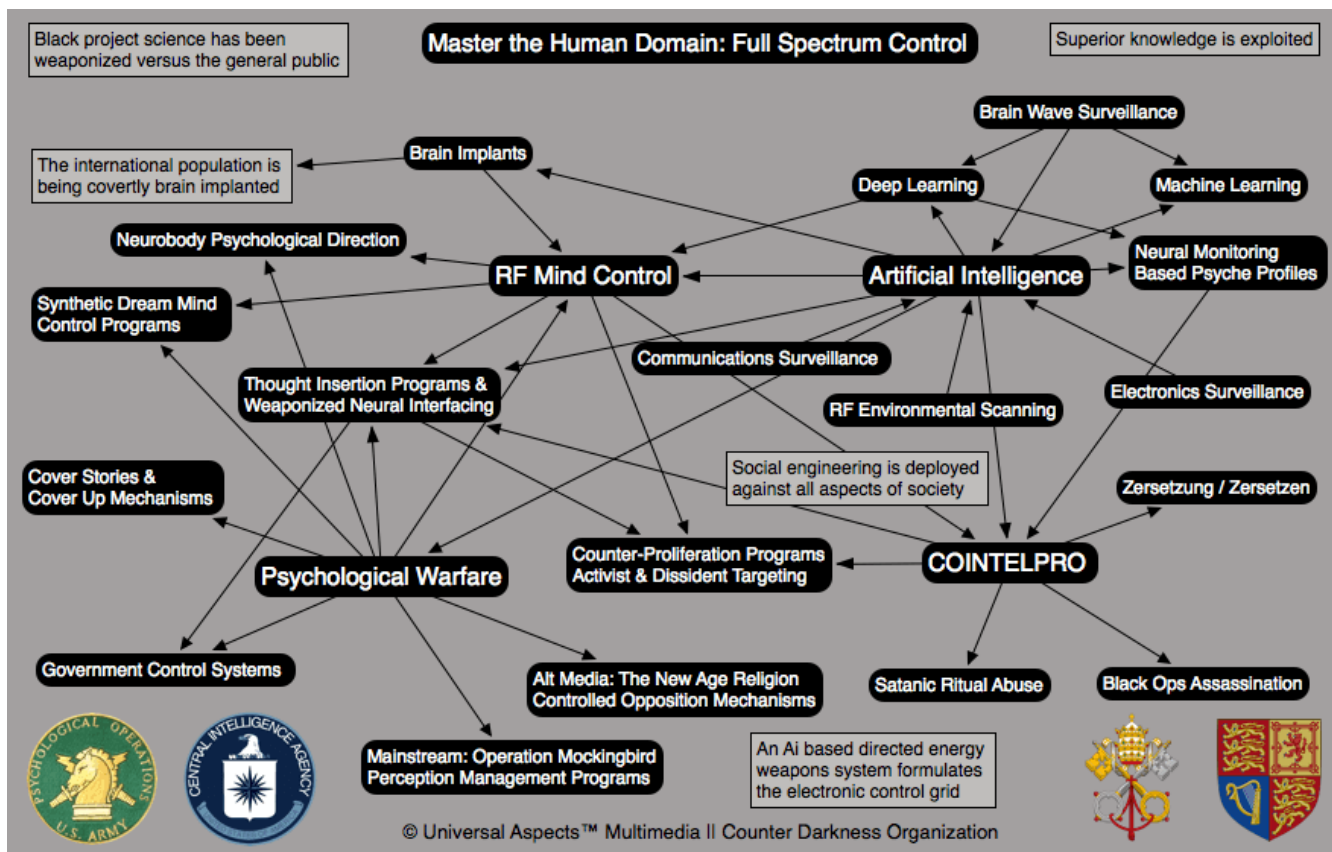 Black project science has been
weaponized versus the general public
Master the Human Domain: Full Spectrum Control
Superior knowledge is exploited
Brain Wave Surveillance
The international population is
being covertly brain implanted
Brain Implants
Deep Learning
Machine Learning
Neurobody Psychological Direction
RF Mind Control
Artificial Intelligence
Neural Monitoring
Based Psyche Profiles
Synthetic Dream Mind
Control Programs
Communications Surveillance
Thought Insertion Programs &
Weaponized Neural Interfacing
RF Environmental Scanning
Electronics Surveillance
Cover Stories &
Cover Up Mechanisms
Social engineering is deployed
against all aspects of society
Zersetzung / Zersetzen
Psychological Warfare
Counter-Proliferation Programs
Activist & Dissident Targeting
COINTELPRO
Government Control Systems
Alt Media: The New Age Religion
Controlled Opposition Mechanisms
Satanic Ritual Abuse
Black Ops Assassination
PSYCHOLOGICAL OPERATIONS
U.S. ARMY
CENTRAL INTELLIGENCE AGENCY
UNITED STATES OF AMERICA
Mainstream: Operation Mockingbird
Perception Management Programs
An Ai based directed energy
weapons system formulates
the electronic control grid
© Universal Aspects™ Multimedia || Counter Darkness Organization